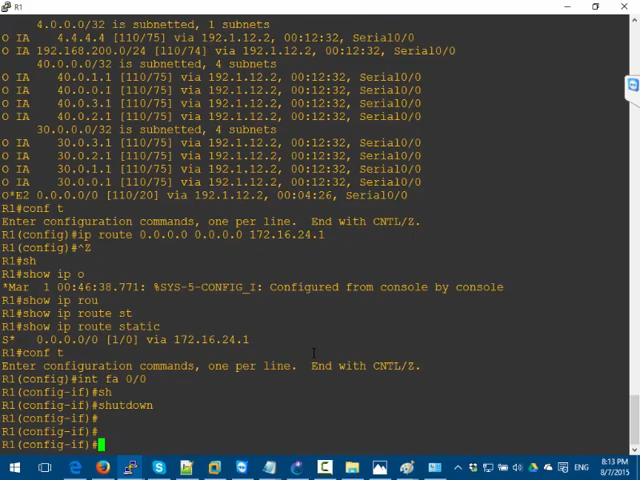 R1
4.0.0.0/32 is subnetted, 1 subnets
O IA    4.4.4.4 [110/75] via 192.1.12.2, 00:12:32, Serial0/0
O IA 192.168.200.0/24 [110/74] via 192.1.12.2, 00:12:32, Serial0/0
40.0.0.0/32 is subnetted, 4 subnets
O IA    40.0.1.1 [110/75] via 192.1.12.2, 00:12:32, Serial0/0
O IA    40.0.0.1 [110/75] via 192.1.12.2, 00:12:32, Serial0/0
O IA    40.0.3.1 [110/75] via 192.1.12.2, 00:12:32, Serial0/0
O IA    40.0.2.1 [110/75] via 192.1.12.2, 00:12:32, Serial0/0
30.0.0.0/32 is subnetted, 4 subnets
O IA    30.0.3.1 [110/75] via 192.1.12.2, 00:12:32, Serial0/0
O IA    30.0.2.1 [110/75] via 192.1.12.2, 00:12:32, Serial0/0
O IA    30.0.1.1 [110/75] via 192.1.12.2, 00:12:32, Serial0/0
O IA    30.0.0.1 [110/75] via 192.1.12.2, 00:12:32, Serial0/0
O*E2 0.0.0.0/0 [110/20] via 192.1.12.2, 00:04:26, Serial0/0
R1#conf t
Enter configuration commands, one per line.  End with CNTL/Z.
R1(config)#ip route 0.0.0.0 0.0.0.0 172.16.24.1
R1(config)#^Z
R1#sh
R1#show ip o
*Mar  1 00:46:38.771: %SYS-5-CONFIG_I: Configured from console by console
R1#show ip rou
R1#show ip route st
R1#show ip route static
S*   0.0.0.0/0 [1/0] via 172.16.24.1
R1#conf t
Enter configuration commands, one per line.  End with CNTL/Z.
R1(config)#int fa 0/0
R1(config-if)#sh
R1(config-if)#shutdown
R1(config-if)#
R1(config-if)#
R1(config-if)#
ENG
8:13 PM
8/7/2015